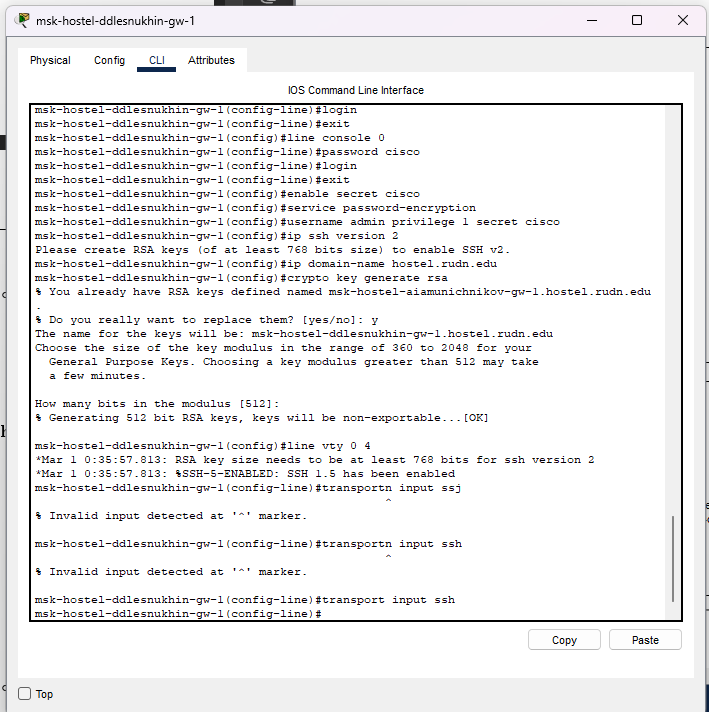 msk-hostel-ddlesnukhin-gw-1
Physical Config CLI Attributes
IOS Command Line Interface
msk-hostel-ddlesnukhin-gw-1(config-line)#login
msk-hostel-ddlesnukhin-gw-1(config-line)#exit
msk-hostel-ddlesnukhin-gw-1(config)#line console 0
msk-hostel-ddlesnukhin-gw-1(config-line)#password cisco
msk-hostel-ddlesnukhin-gw-1(config-line)#login
msk-hostel-ddlesnukhin-gw-1(config-line)#exit
msk-hostel-ddlesnukhin-gw-1(config)#enable secret cisco
msk-hostel-ddlesnukhin-gw-1(config)#service password-encryption
msk-hostel-ddlesnukhin-gw-1(config)#username admin privilege 1 secret cisco
msk-hostel-ddlesnukhin-gw-1(config)#ip ssh version 2
Please create RSA keys (of at least 768 bits size) to enable SSH v2.
msk-hostel-ddlesnukhin-gw-1(config)#ip domain-name hostel.rudn.edu
msk-hostel-ddlesnukhin-gw-1(config)#crypto key generate rsa
% You already have RSA keys defined named msk-hostel-aiamunichnikov-gw-1.hostel.rudn.edu
.
% Do you really want to replace them? [yes/no]: y
The name for the keys will be: msk-hostel-ddlesnukhin-gw-1.hostel.rudn.edu
Choose the size of the key modulus in the range of 360 to 2048 for your
General Purpose Keys. Choosing a key modulus greater than 512 may take
a few minutes.
How many bits in the modulus [512]:
% Generating 512 bit RSA keys, keys will be non-exportable...[OK]
msk-hostel-ddlesnukhin-gw-1(config)#line vty 0 4
*Mar 1 0:35:57.813: RSA key size needs to be at least 768 bits for ssh version 2
*Mar 1 0:35:57.813: %SSH-5-ENABLED: SSH 1.5 has been enabled
msk-hostel-ddlesnukhin-gw-1(config-line)#transportn input ssj
^
% Invalid input detected at '^' marker.
msk-hostel-ddlesnukhin-gw-1(config-line)#transportn input ssh
^
% Invalid input detected at '^' marker.
msk-hostel-ddlesnukhin-gw-1(config-line)#transport input ssh
msk-hostel-ddlesnukhin-gw-1(config-line)#
Copy Paste
Top